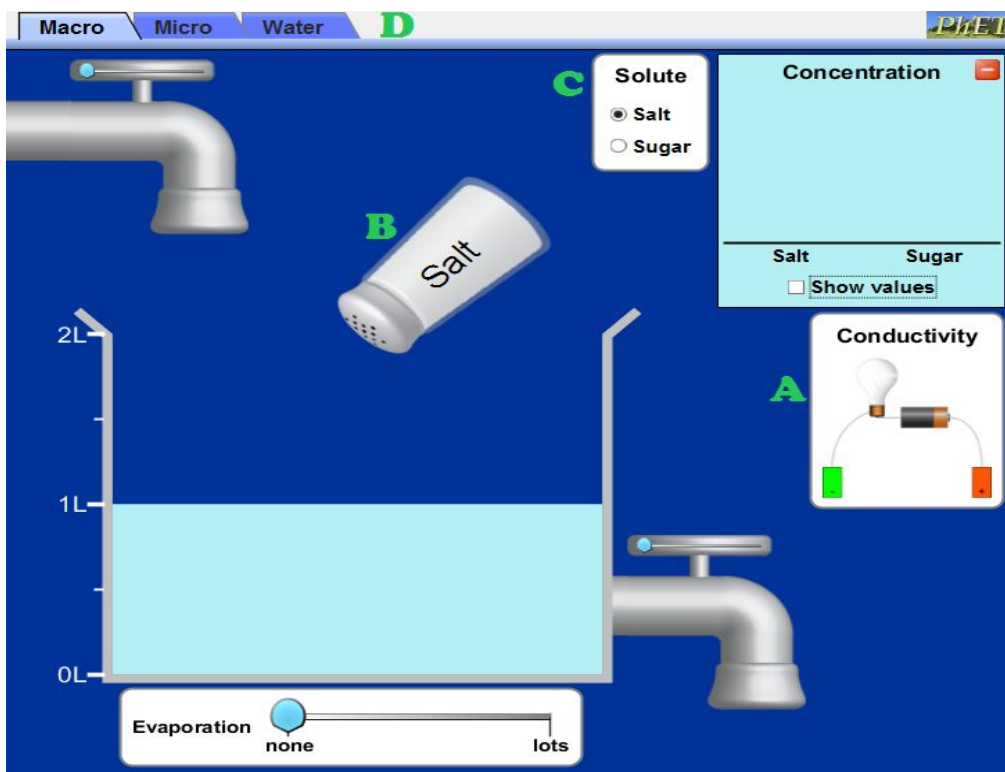 Macro Micro Water D
PhET
C
Solute
Salt
Sugar
Concentration
Salt Sugar
Show values
B
Salt
Conductivity
A
- +
2L
1L
0L
Evaporation
none lots